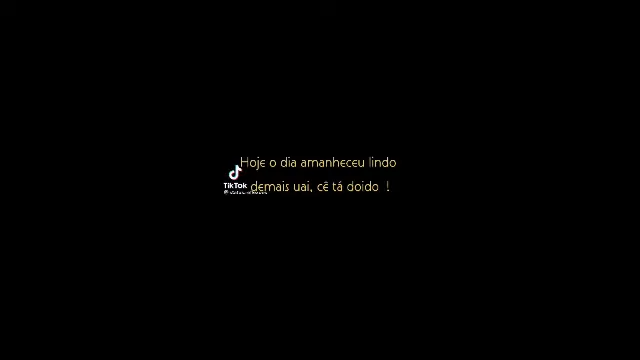 Hoje o dia amanheceu lindo
TikTok demais uai, cê tá doido !